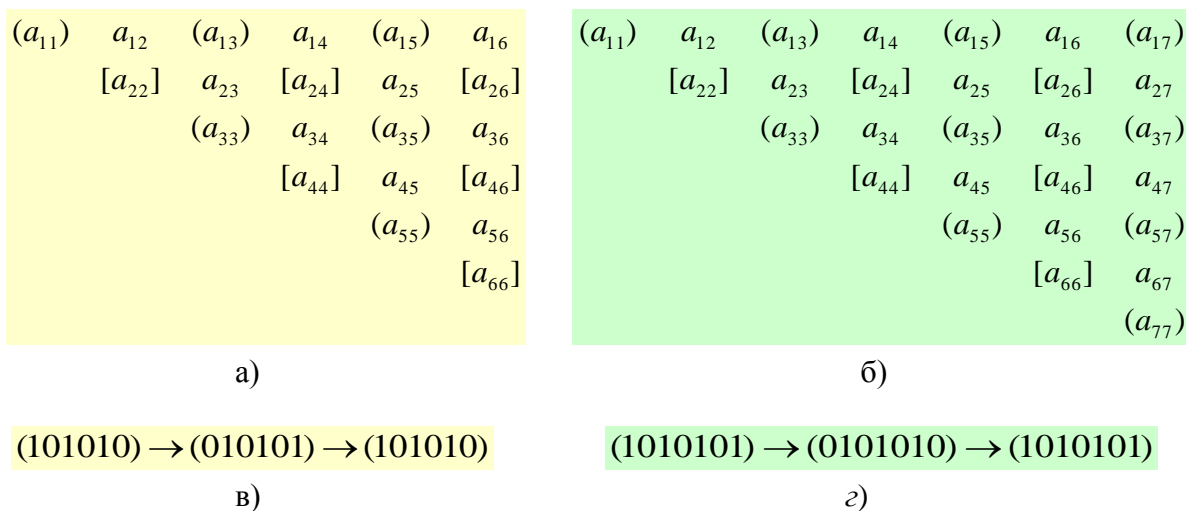 (a₁₁) a₁₂ (a₁₃) a₁₄ (a₁₅) a₁₆
[a₂₂] a₂₃ [a₂₄] a₂₅ [a₂₆]
(a₃₃) a₃₄ (a₃₅) a₃₆
[a₄₄] a₄₅ [a₄₆]
(a₅₅) a₅₆
[a₆₆]
а)
(a₁₁) a₁₂ (a₁₃) a₁₄ (a₁₅) a₁₆ (a₁₇)
[a₂₂] a₂₃ [a₂₄] a₂₅ [a₂₆] a₂₇
(a₃₃) a₃₄ (a₃₅) a₃₆ (a₃₇)
[a₄₄] a₄₅ [a₄₆] a₄₇
(a₅₅) a₅₆ (a₅₇)
[a₆₆] a₆₇
(a₇₇)
б)
(101010) → (010101) → (101010)
в)
(1010101) → (0101010) → (1010101)
г)